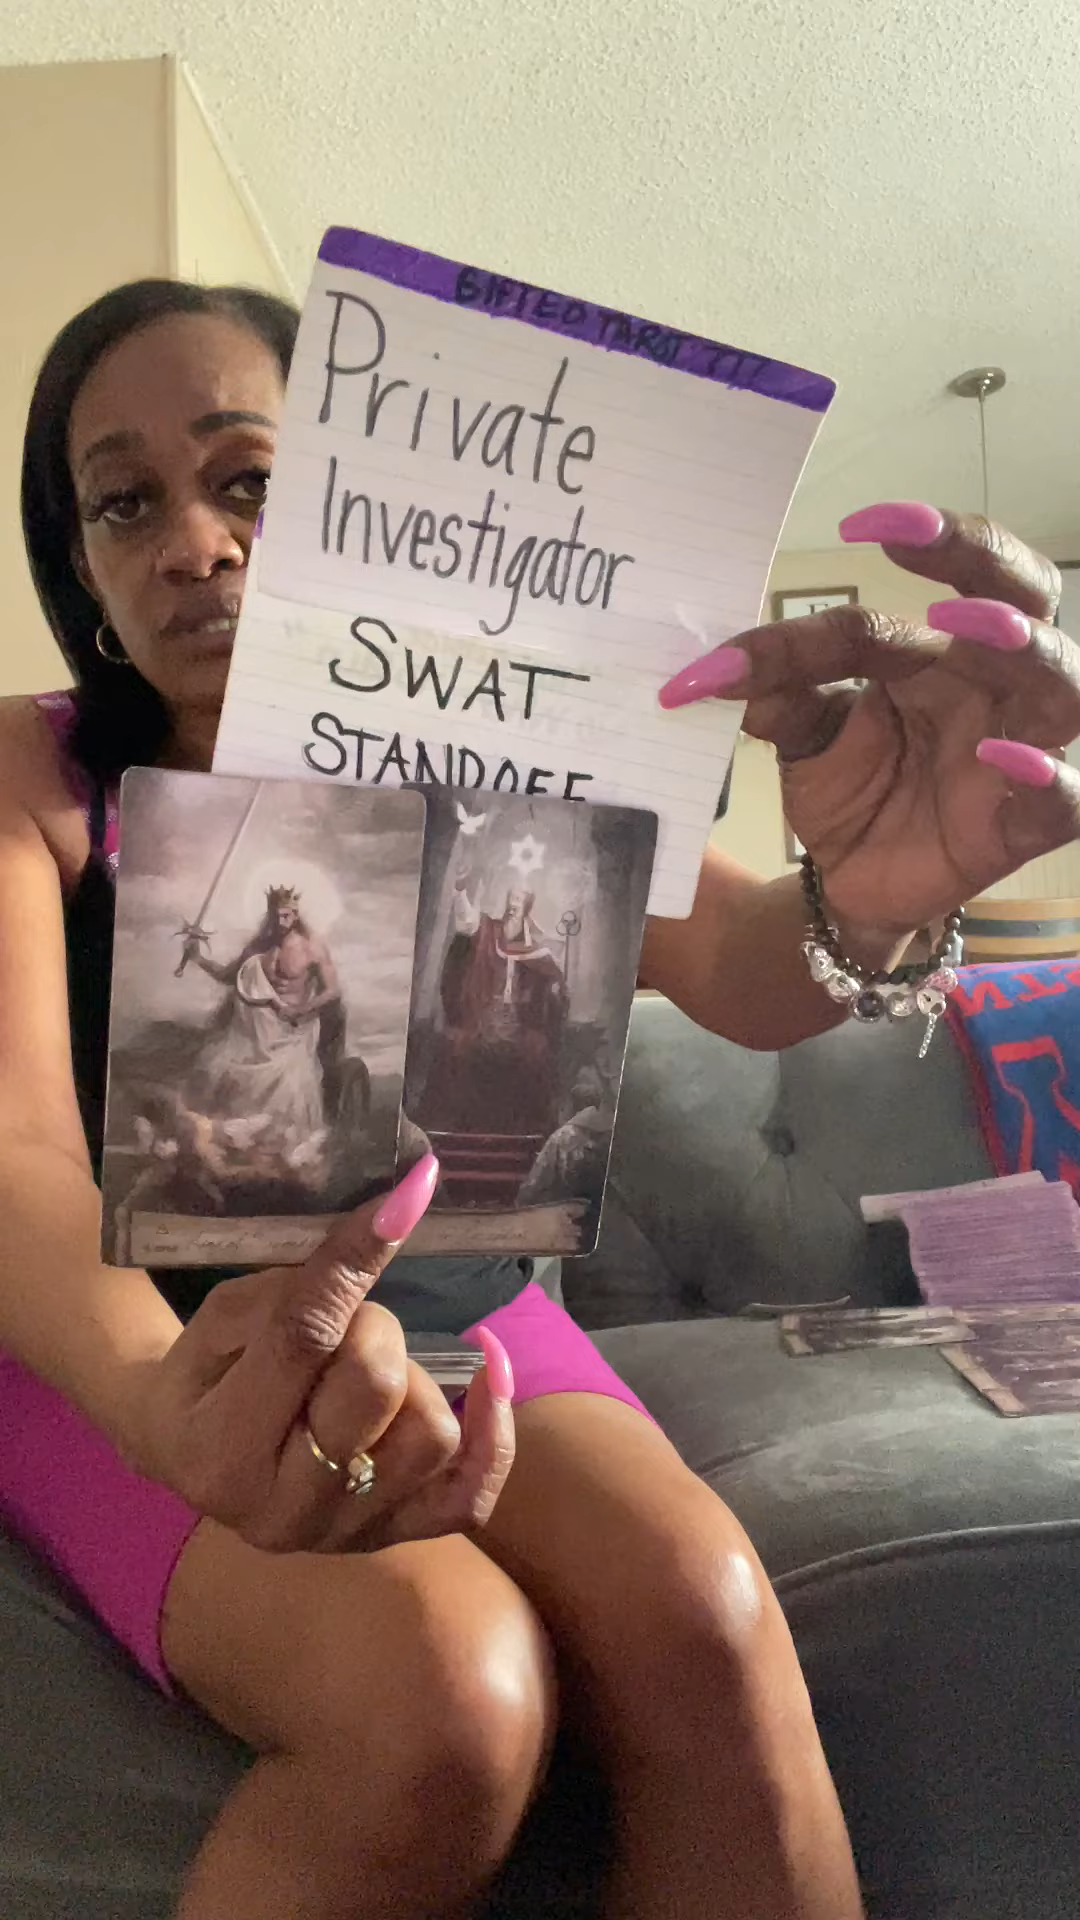 GIFTED TAROT 777
Private
Investigator
SWAT
STANDOFF